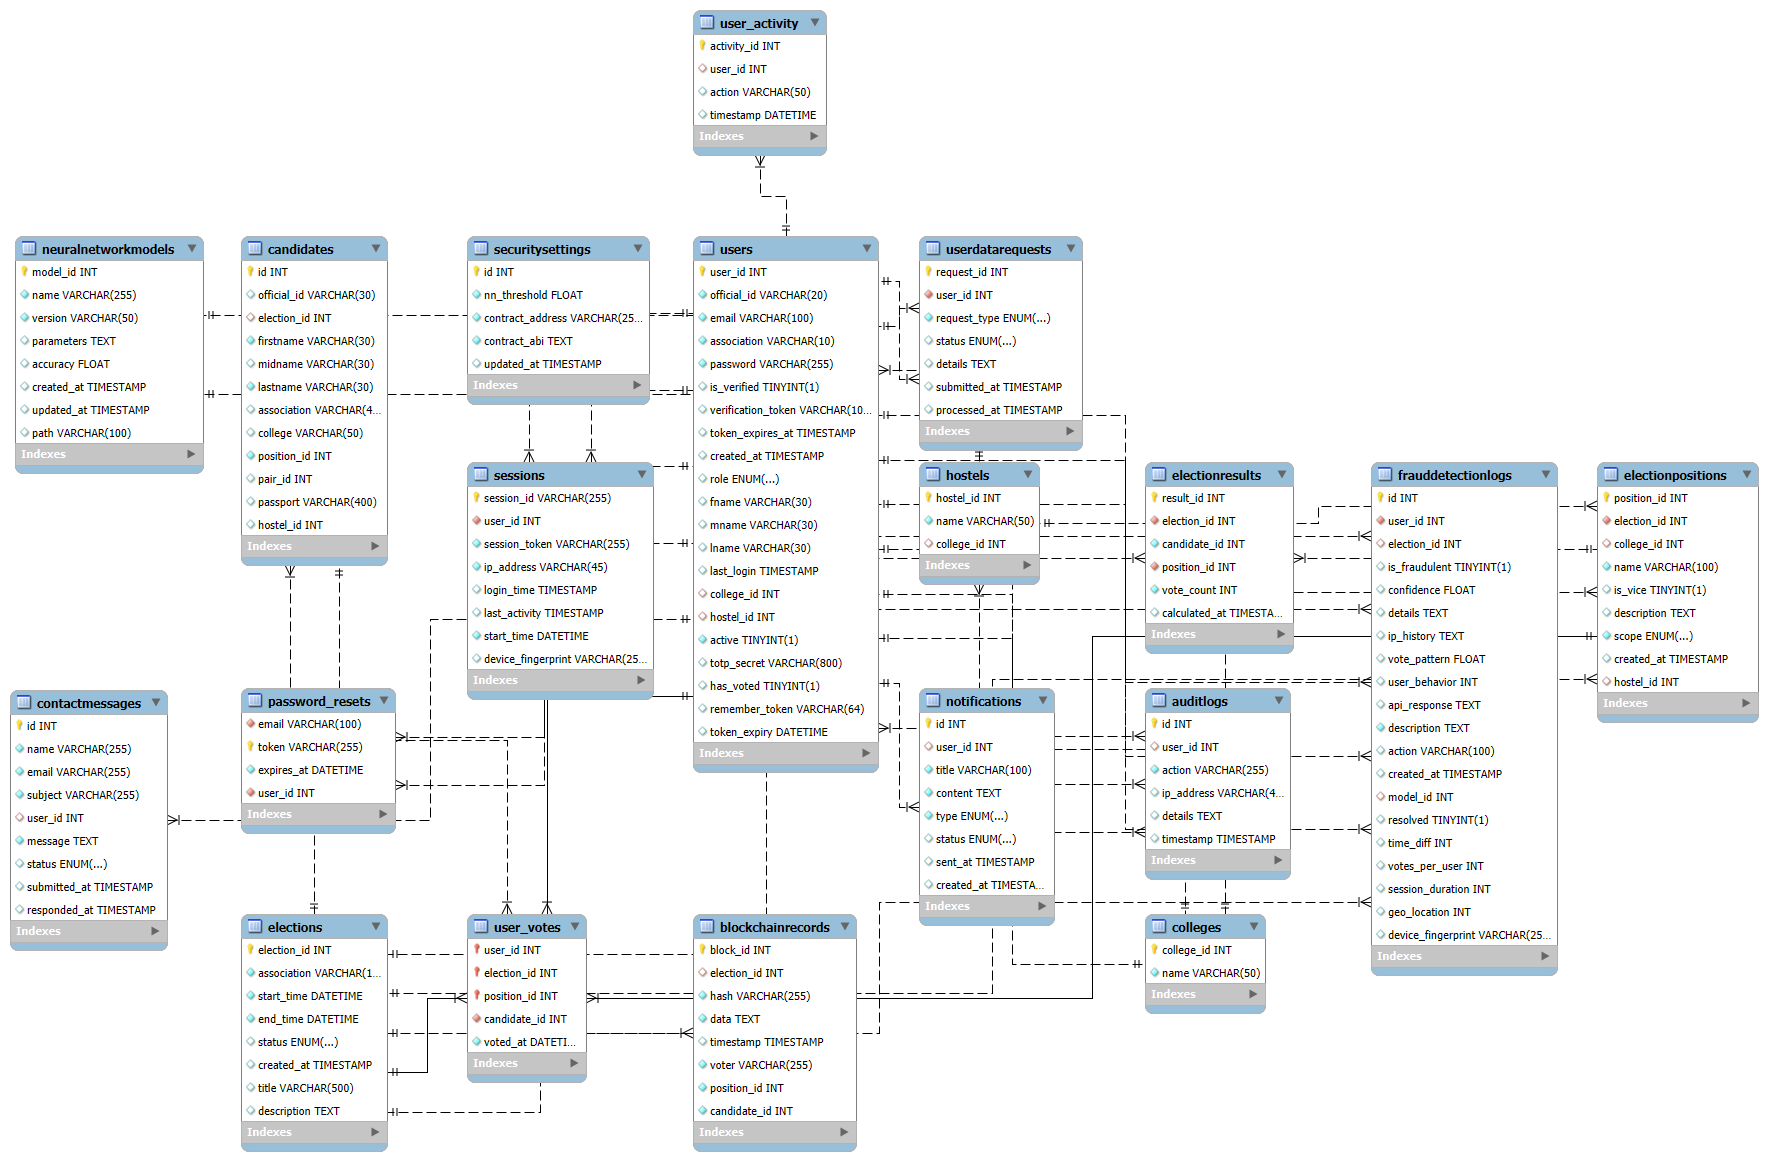 user_activity
activity_id INT
user_id INT
action VARCHAR(50)
timestamp DATETIME
Indexes
neuralnetworkmodels
model_id INT
name VARCHAR(255)
version VARCHAR(50)
parameters TEXT
accuracy FLOAT
created_at TIMESTAMP
updated_at TIMESTAMP
path VARCHAR(100)
Indexes
candidates
id INT
official_id VARCHAR(30)
election_id INT
firstname VARCHAR(30)
midname VARCHAR(30)
lastname VARCHAR(30)
association VARCHAR(4...
college VARCHAR(50)
position_id INT
pair_id INT
passport VARCHAR(400)
hostel_id INT
Indexes
securitysettings
id INT
nn_threshold FLOAT
contract_address VARCHAR(25...
contract_abi TEXT
updated_at TIMESTAMP
Indexes
users
user_id INT
official_id VARCHAR(20)
email VARCHAR(100)
association VARCHAR(10)
password VARCHAR(255)
is_verified TINYINT(1)
verification_token VARCHAR(10...
token_expires_at TIMESTAMP
created_at TIMESTAMP
role ENUM(...)
fname VARCHAR(30)
mname VARCHAR(30)
lname VARCHAR(30)
last_login TIMESTAMP
college_id INT
hostel_id INT
active TINYINT(1)
totp_secret VARCHAR(800)
has_voted TINYINT(1)
remember_token VARCHAR(64)
token_expiry DATETIME
Indexes
userdatarequests
request_id INT
user_id INT
request_type ENUM(...)
status ENUM(...)
details TEXT
submitted_at TIMESTAMP
processed_at TIMESTAMP
Indexes
sessions
session_id VARCHAR(255)
user_id INT
session_token VARCHAR(255)
ip_address VARCHAR(45)
login_time TIMESTAMP
last_activity TIMESTAMP
start_time DATETIME
device_fingerprint VARCHAR(25...
Indexes
hostels
hostel_id INT
name VARCHAR(50)
college_id INT
Indexes
electionresults
result_id INT
election_id INT
candidate_id INT
position_id INT
vote_count INT
calculated_at TIMESTA...
Indexes
frauddetectionlogs
id INT
user_id INT
election_id INT
is_fraudulent TINYINT(1)
confidence FLOAT
details TEXT
ip_history TEXT
vote_pattern FLOAT
user_behavior INT
api_response TEXT
description TEXT
action VARCHAR(100)
created_at TIMESTAMP
model_id INT
resolved TINYINT(1)
time_diff INT
votes_per_user INT
session_duration INT
geo_location INT
device_fingerprint VARCHAR(25...
Indexes
electionpositions
position_id INT
election_id INT
college_id INT
name VARCHAR(100)
is_vice TINYINT(1)
description TEXT
scope ENUM(...)
created_at TIMESTAMP
hostel_id INT
Indexes
contactmessages
id INT
name VARCHAR(255)
email VARCHAR(255)
subject VARCHAR(255)
user_id INT
message TEXT
status ENUM(...)
submitted_at TIMESTAMP
responded_at TIMESTAMP
Indexes
password_resets
email VARCHAR(100)
token VARCHAR(255)
expires_at DATETIME
user_id INT
Indexes
notifications
id INT
user_id INT
title VARCHAR(100)
content TEXT
type ENUM(...)
status ENUM(...)
sent_at TIMESTAMP
created_at TIMESTA...
Indexes
auditlogs
id INT
user_id INT
action VARCHAR(255)
ip_address VARCHAR(4...
details TEXT
timestamp TIMESTAMP
Indexes
elections
election_id INT
association VARCHAR(1...
start_time DATETIME
end_time DATETIME
status ENUM(...)
created_at TIMESTAMP
title VARCHAR(500)
description TEXT
Indexes
user_votes
user_id INT
election_id INT
position_id INT
candidate_id INT
voted_at DATETI...
Indexes
blockchainrecords
block_id INT
election_id INT
hash VARCHAR(255)
data TEXT
timestamp TIMESTAMP
voter VARCHAR(255)
position_id INT
candidate_id INT
Indexes
colleges
college_id INT
name VARCHAR(50)
Indexes